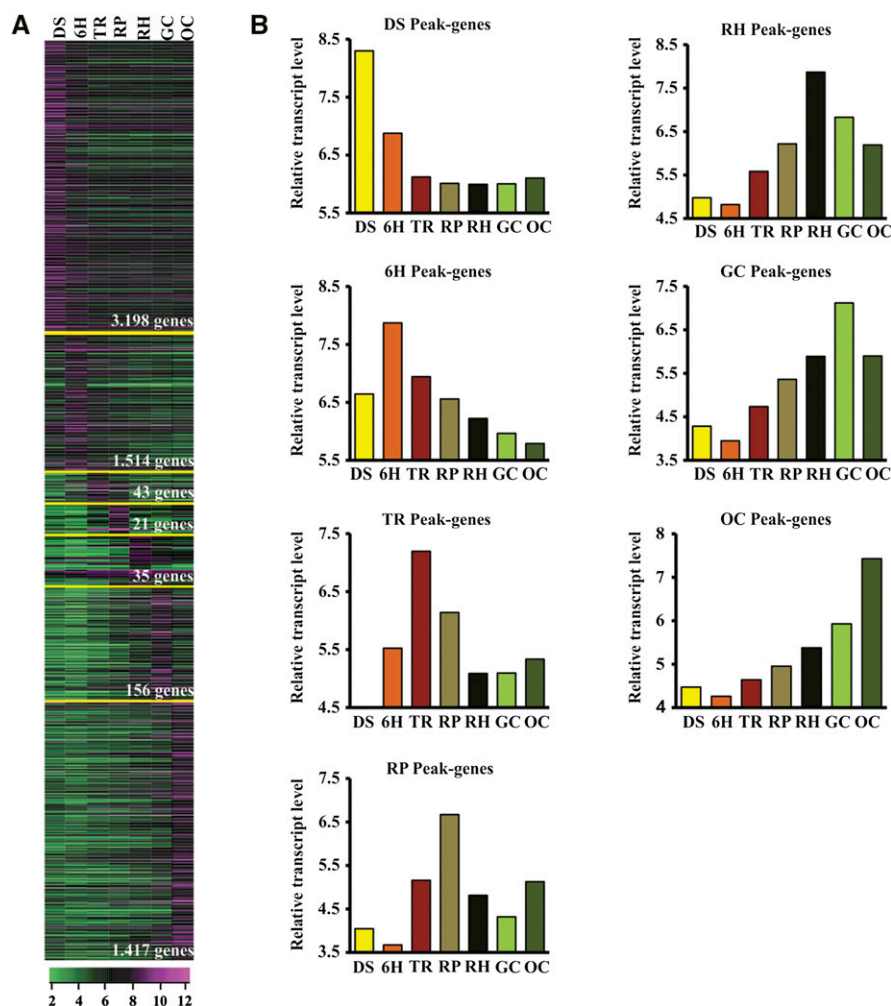 A
DS 6H TR RP RH GC OC
3.198 genes
1.514 genes
43 genes
21 genes
35 genes
156 genes
1.417 genes
2 4 6 8 10 12
B
DS Peak-genes
Relative transcript level
8.5
7.5
6.5
5.5
DS 6H TR RP RH GC OC
RH Peak-genes
Relative transcript level
8.5
7.5
6.5
5.5
4.5
DS 6H TR RP RH GC OC
6H Peak-genes
Relative transcript level
8.5
7.5
6.5
5.5
DS 6H TR RP RH GC OC
GC Peak-genes
Relative transcript level
7.5
5.5
3.5
DS 6H TR RP RH GC OC
TR Peak-genes
Relative transcript level
7.5
6.5
5.5
4.5
DS 6H TR RP RH GC OC
OC Peak-genes
Relative transcript level
8
7
6
5
4
DS 6H TR RP RH GC OC
RP Peak-genes
Relative transcript level
7.5
6.5
5.5
4.5
3.5
DS 6H TR RP RH GC OC